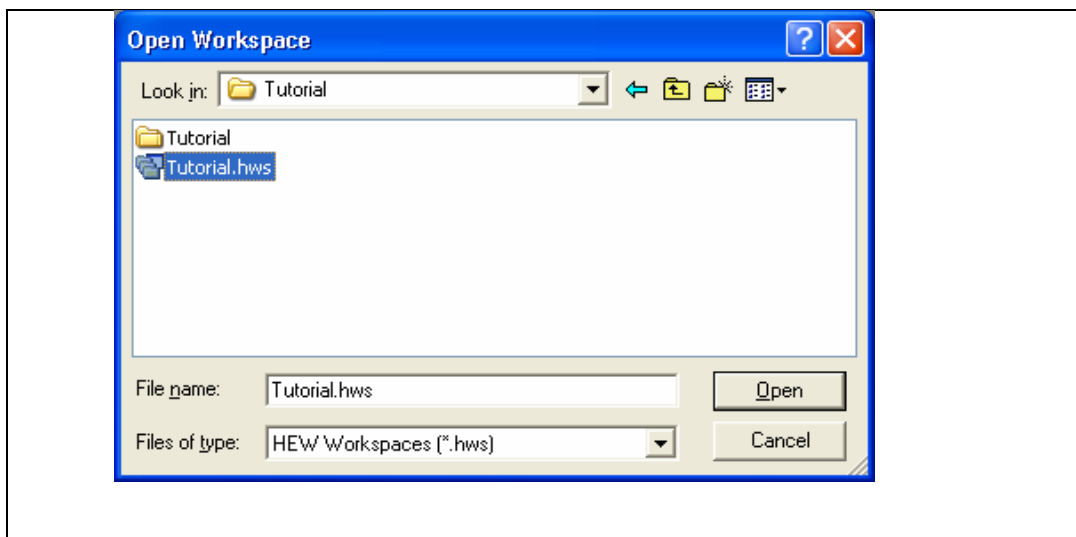 Open Workspace
Look in: Tutorial
Tutorial
Tutorial.hws
File name: Tutorial.hws Open
Files of type: HEW Workspaces (*.hws) Cancel